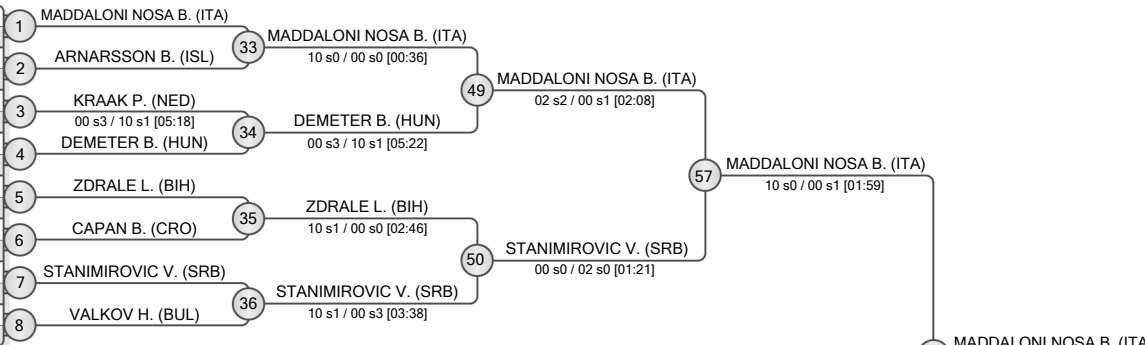 1
MADDALONI NOSA B. (ITA)
33
MADDALONI NOSA B. (ITA)
10 s0 / 00 s0 [00:36]
2
ARNARSSON B. (ISL)
49
MADDALONI NOSA B. (ITA)
02 s2 / 00 s1 [02:08]
3
KRAAK P. (NED)
00 s3 / 10 s1 [05:18]
34
DEMETER B. (HUN)
00 s3 / 10 s1 [05:22]
4
DEMETER B. (HUN)
57
MADDALONI NOSA B. (ITA)
10 s0 / 00 s1 [01:59]
5
ZDRALE L. (BIH)
35
ZDRALE L. (BIH)
10 s1 / 00 s0 [02:46]
6
CAPAN B. (CRO)
50
STANIMIROVIC V. (SRB)
00 s0 / 02 s0 [01:21]
7
STANIMIROVIC V. (SRB)
36
STANIMIROVIC V. (SRB)
10 s1 / 00 s3 [03:38]
8
VALKOV H. (BUL)
MADDALONI NOSA B. (ITA